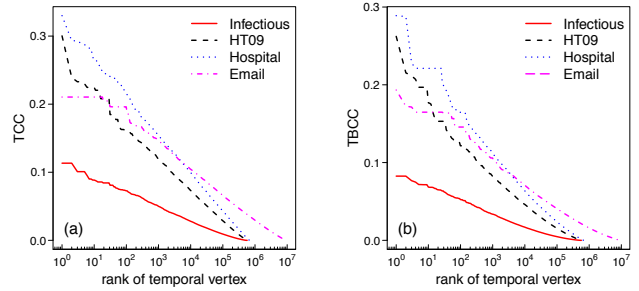 TCC
0.3
0.2
0.1
0.0
Infectious
HT09
Hospital
Email
(a)
10^0 10^1 10^2 10^3 10^4 10^5 10^6 10^7
rank of temporal vertex
TBCC
0.3
0.2
0.1
0.0
Infectious
HT09
Hospital
Email
(b)
10^0 10^1 10^2 10^3 10^4 10^5 10^6 10^7
rank of temporal vertex